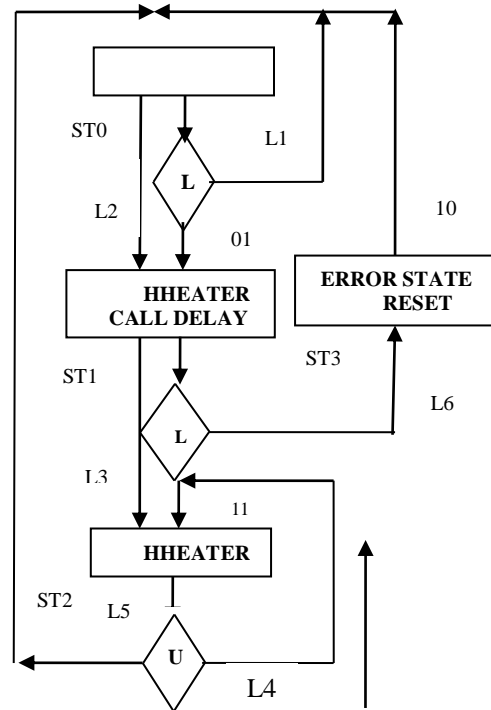 ST0
L1
L
L2
01
10
HHEATER
CALL DELAY
ERROR STATE
RESET
ST1
ST3
L6
L
L3
11
HHEATER
ST2
L5
U
L4